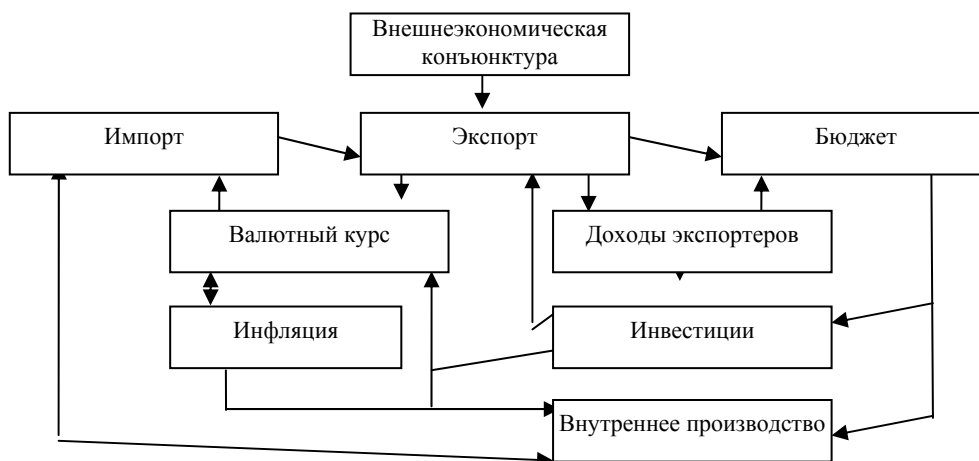 Внешнеэкономическая
конъюнктура
Импорт
Экспорт
Бюджет
Валютный курс
Доходы экспортеров
Инфляция
Инвестиции
Внутреннее производство